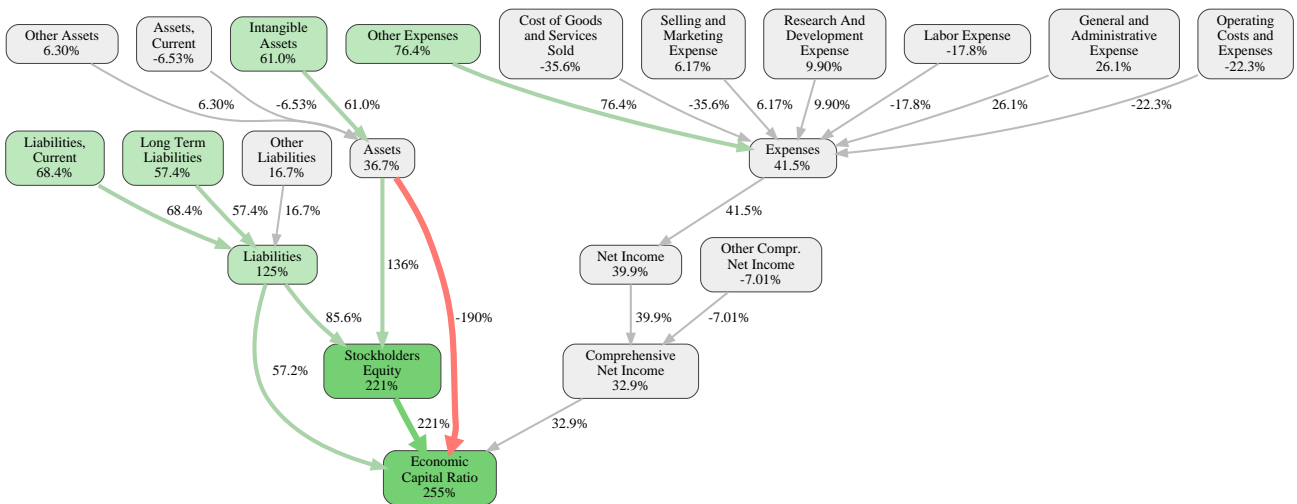 Other Assets
6.30%
Assets,
Current
-6.53%
Intangible
Assets
61.0%
Other Expenses
76.4%
Cost of Goods
and Services
Sold
-35.6%
Selling and
Marketing
Expense
6.17%
Research And
Development
Expense
9.90%
Labor Expense
-17.8%
General and
Administrative
Expense
26.1%
Operating
Costs and
Expenses
-22.3%
6.30%
-6.53%
61.0%
76.4%
-35.6%
6.17%
9.90%
-17.8%
26.1%
-22.3%
Liabilities,
Current
68.4%
Long Term
Liabilities
57.4%
Other
Liabilities
16.7%
Assets
36.7%
Expenses
41.5%
68.4%
57.4%
16.7%
41.5%
Liabilities
125%
136%
Net Income
39.9%
Other Compr.
Net Income
-7.01%
85.6%
-190%
39.9%
-7.01%
57.2%
Stockholders
Equity
221%
Comprehensive
Net Income
32.9%
221%
32.9%
Economic
Capital Ratio
255%